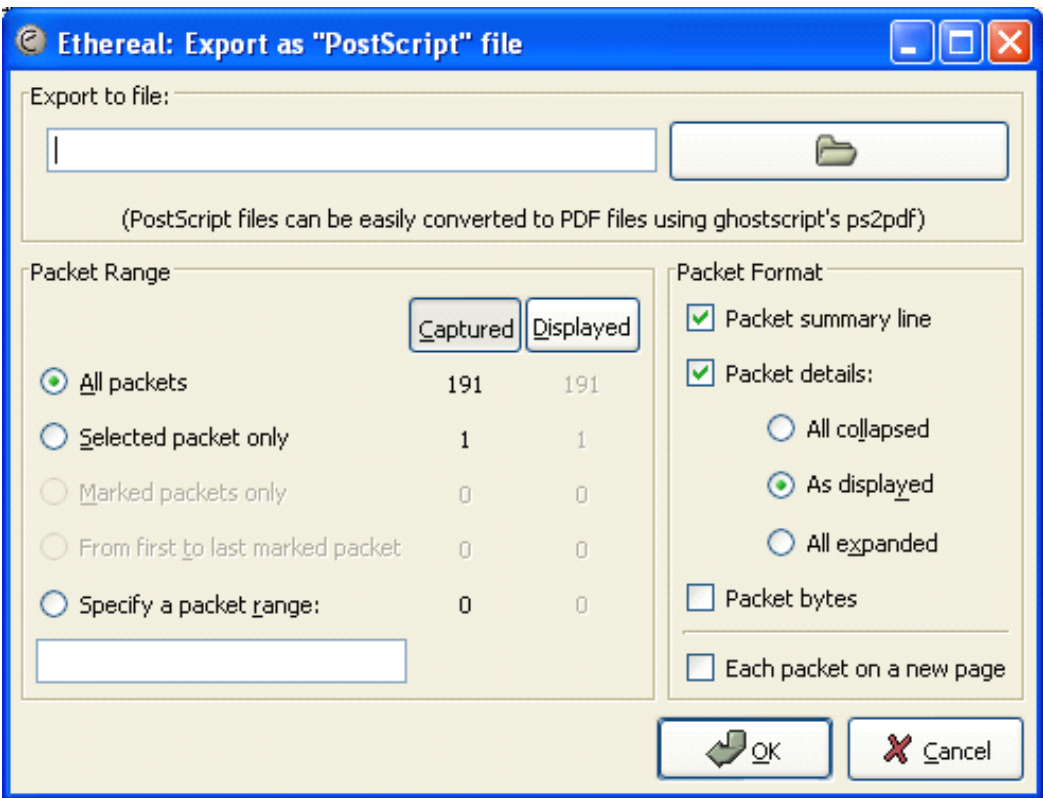 Ethereal: Export as "PostScript" file
Export to file:
(PostScript files can be easily converted to PDF files using ghostscript's ps2pdf)
Packet Range
Captured Displayed
All packets 191 191
Selected packet only 1 1
Marked packets only 0 0
From first to last marked packet 0 0
Specify a packet range: 0 0
Packet Format
Packet summary line
Packet details:
All collapsed
As displayed
All expanded
Packet bytes
Each packet on a new page
OK Cancel